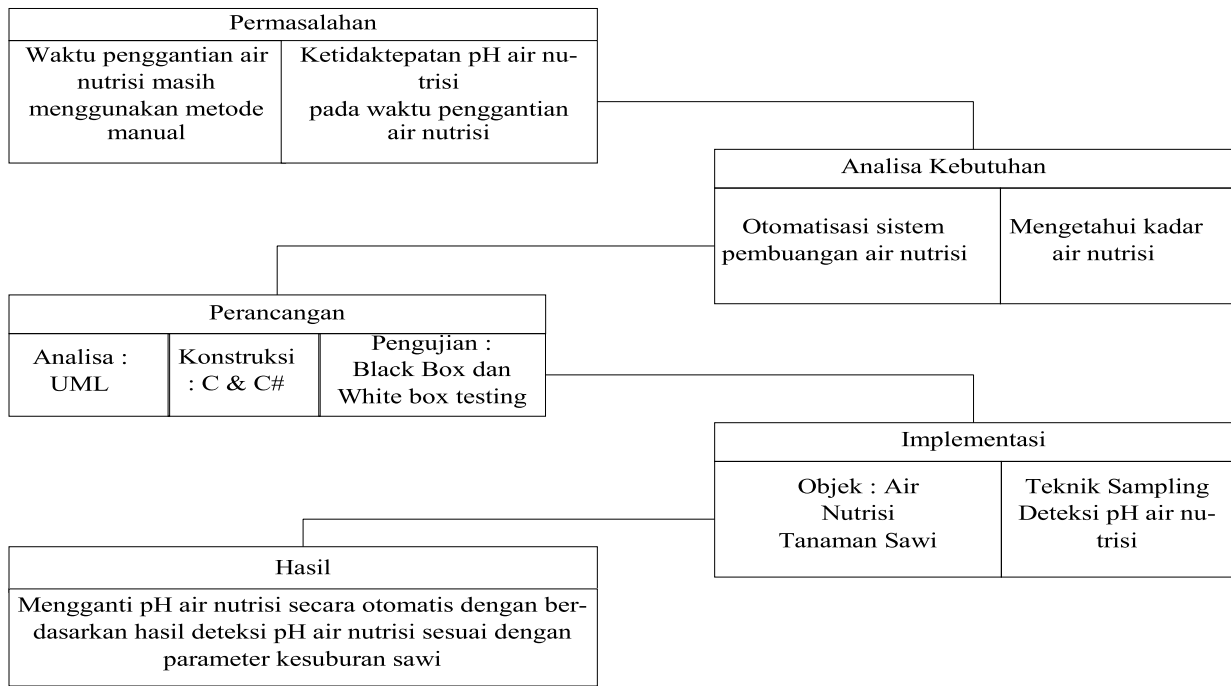 Permasalahan
Waktu penggantian air
nutrisi masih
menggunakan metode
manual
Ketidaktepatan pH air nu-
trisi
pada waktu penggantian
air nutrisi
Analisa Kebutuhan
Otomatisasi sistem
pembuangan air nutrisi
Mengetahui kadar
air nutrisi
Perancangan
Analisa :
UML
Konstruksi
: C & C#
Pengujian :
Black Box dan
White box testing
Implementasi
Objek : Air
Nutrisi
Tanaman Sawi
Teknik Sampling
Deteksi pH air nu-
trisi
Hasil
Mengganti pH air nutrisi secara otomatis dengan ber-
dasarkan hasil deteksi pH air nutrisi sesuai dengan
parameter kesuburan sawi